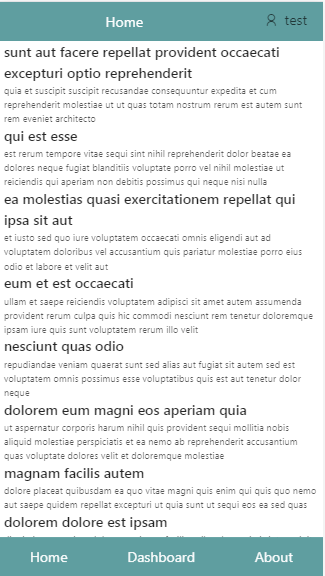 Home
test
sunt aut facere repellat provident occaecati
excepturi optio reprehenderit
quia et suscipit suscipit recusandae consequuntur expedita et cum
reprehenderit molestiae ut ut quas totam nostrum rerum est autem sunt
rem eveniet architecto
qui est esse
est rerum tempore vitae sequi sint nihil reprehenderit dolor beatae ea
dolores neque fugiat blanditiis voluptate porro vel nihil molestiae ut
reiciendis qui aperiam non debitis possimus qui neque nisi nulla
ea molestias quasi exercitationem repellat qui
ipsa sit aut
et iusto sed quo iure voluptatem occaecati omnis eligendi aut ad
voluptatem doloribus vel accusantium quis pariatur molestiae porro eius
odio et labore et velit aut
eum et est occaecati
ullam et saepe reiciendis voluptatem adipisci sit amet autem assumenda
provident rerum culpa quis hic commodi nesciunt rem tenetur doloremque
ipsam iure quis sunt voluptatem rerum illo velit
nesciunt quas odio
repudiandae veniam quaerat sunt sed alias aut fugiat sit autem sed est
voluptatem omnis possimus esse voluptatibus quis est aut tenetur dolor
neque
dolorem eum magni eos aperiam quia
ut aspernatur corporis harum nihil quis provident sequi mollitia nobis
aliquid molestiae perspiciatis et ea nemo ab reprehenderit accusantium
quas voluptate dolores velit et doloremque molestiae
magnam facilis autem
dolore placeat quibusdam ea quo vitae magni quis enim qui quis quo nemo
aut saepe quidem repellat excepturi ut quia sunt ut sequi eos ea sed quas
dolorem dolore est ipsam
Home
Dashboard
About